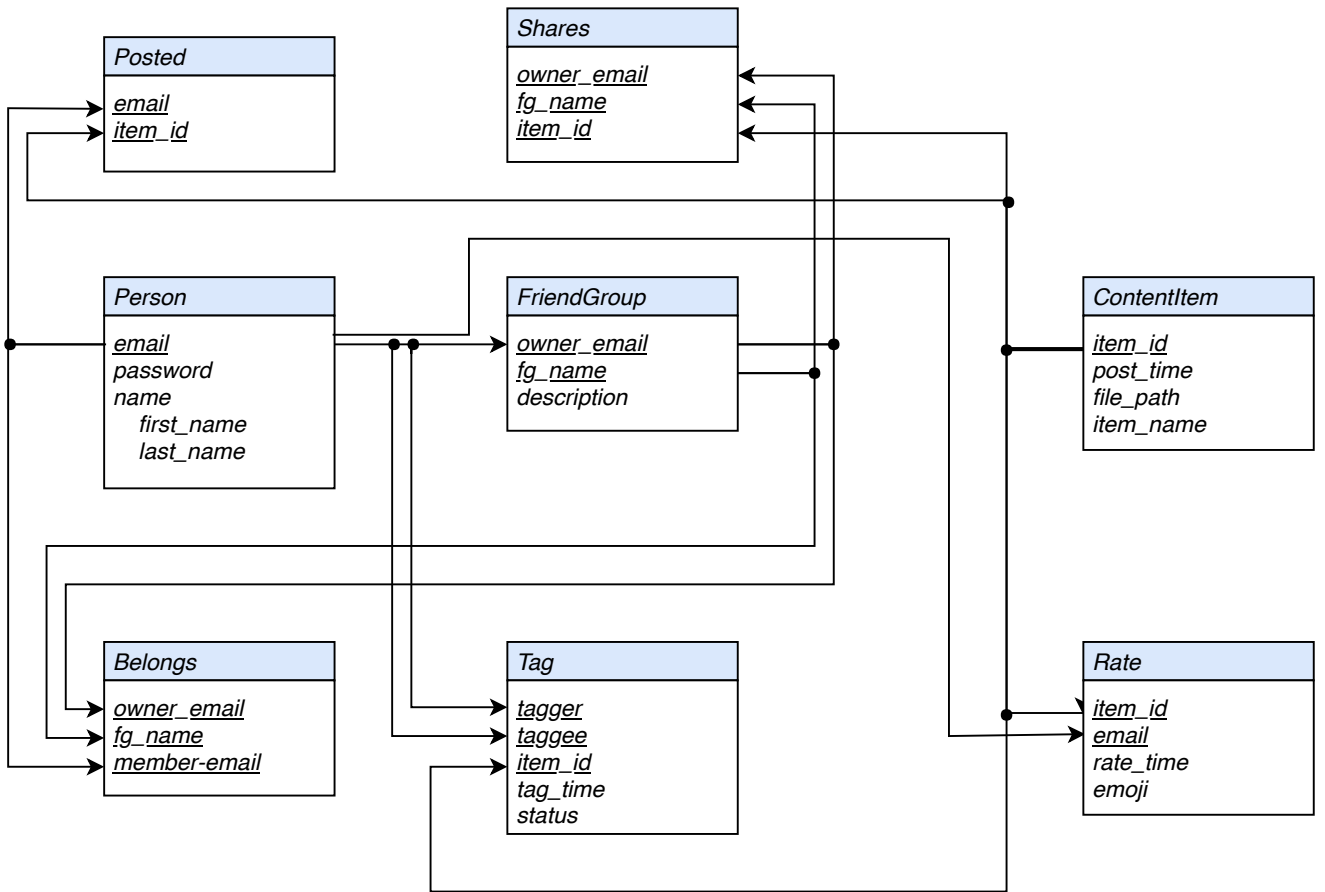 Posted
email
item_id
Shares
owner_email
fg_name
item_id
Person
email
password
name
first_name
last_name
FriendGroup
owner_email
fg_name
description
ContentItem
item_id
post_time
file_path
item_name
Belongs
owner_email
fg_name
member-email
Tag
tagger
taggee
item_id
tag_time
status
Rate
item_id
email
rate_time
emoji